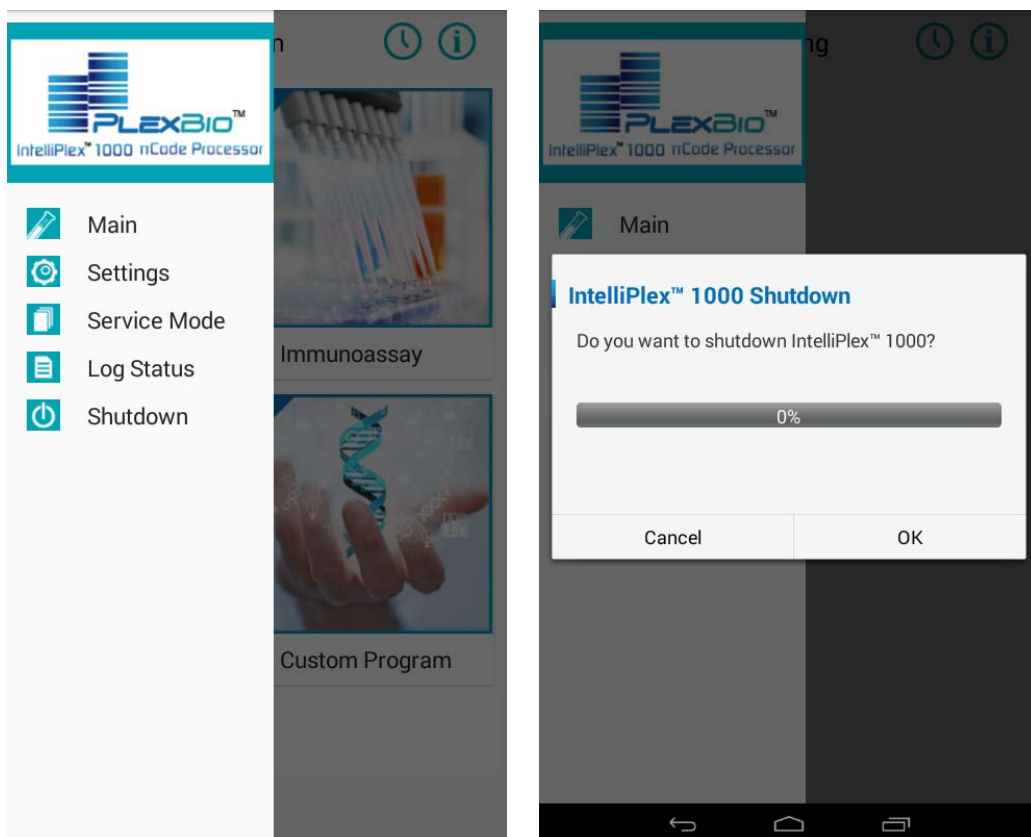 n
PLEXBIO™
IntelliPlex™ 1000 πCode Processor
Main
Settings
Service Mode
Log Status
Shutdown
Immunoassay
Custom Program
ng
PLEXBIO™
IntelliPlex™ 1000 πCode Processor
Main
IntelliPlex™ 1000 Shutdown
Do you want to shutdown IntelliPlex™ 1000?
0%
Cancel OK